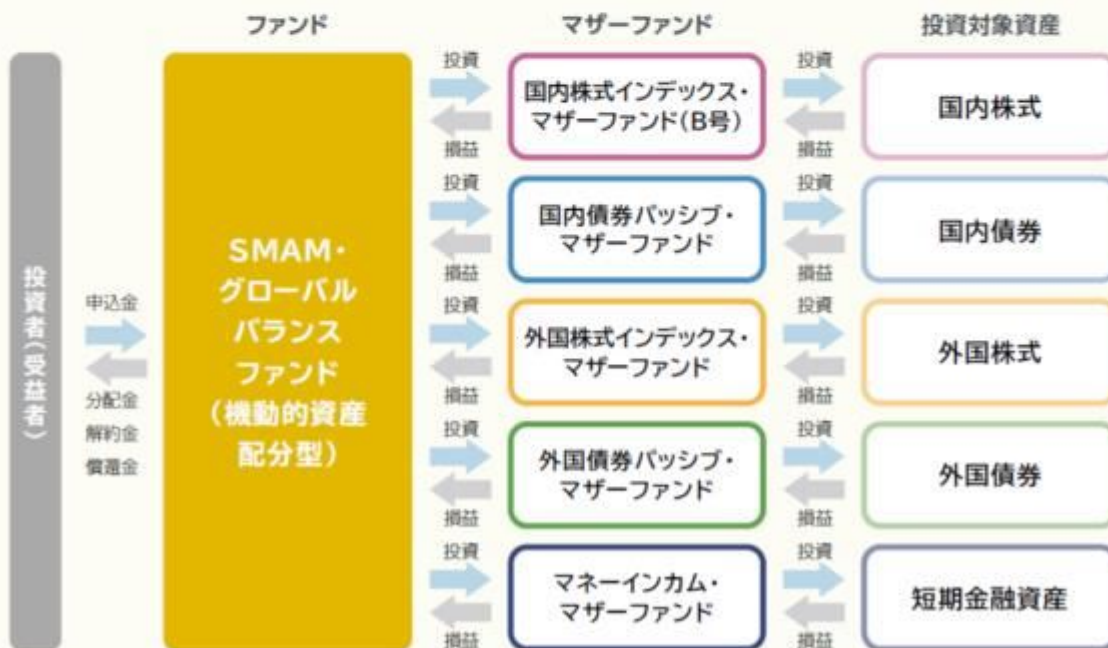 ファンド
マザーファンド
投資対象資産
投資者(受益者)
申込金
分配金
解約金
償還金
SMAM・
グローバル
バランス
ファンド
(機動的資産
配分型)
投資
損益
国内株式インデックス・
マザーファンド(B号)
投資
損益
国内株式
投資
損益
国内債券パッシブ・
マザーファンド
投資
損益
国内債券
投資
損益
外国株式インデックス・
マザーファンド
投資
損益
外国株式
投資
損益
外国債券パッシブ・
マザーファンド
投資
損益
外国債券
投資
損益
マネーインカム・
マザーファンド
投資
損益
短期金融資産